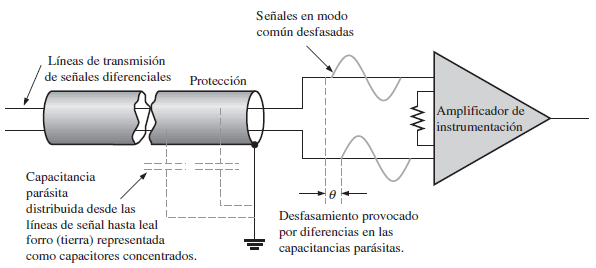 Señales en modo
común desfasadas
Líneas de transmisión
de señales diferenciales
Protección
Amplificador de
instrumentación
Capacitancia
parásita
distribuida desde las
líneas de señal hasta leal
forro (tierra) representada
como capacitores concentrados.
θ
Desfasamiento provocado
por diferencias en las
capacitancias parásitas.